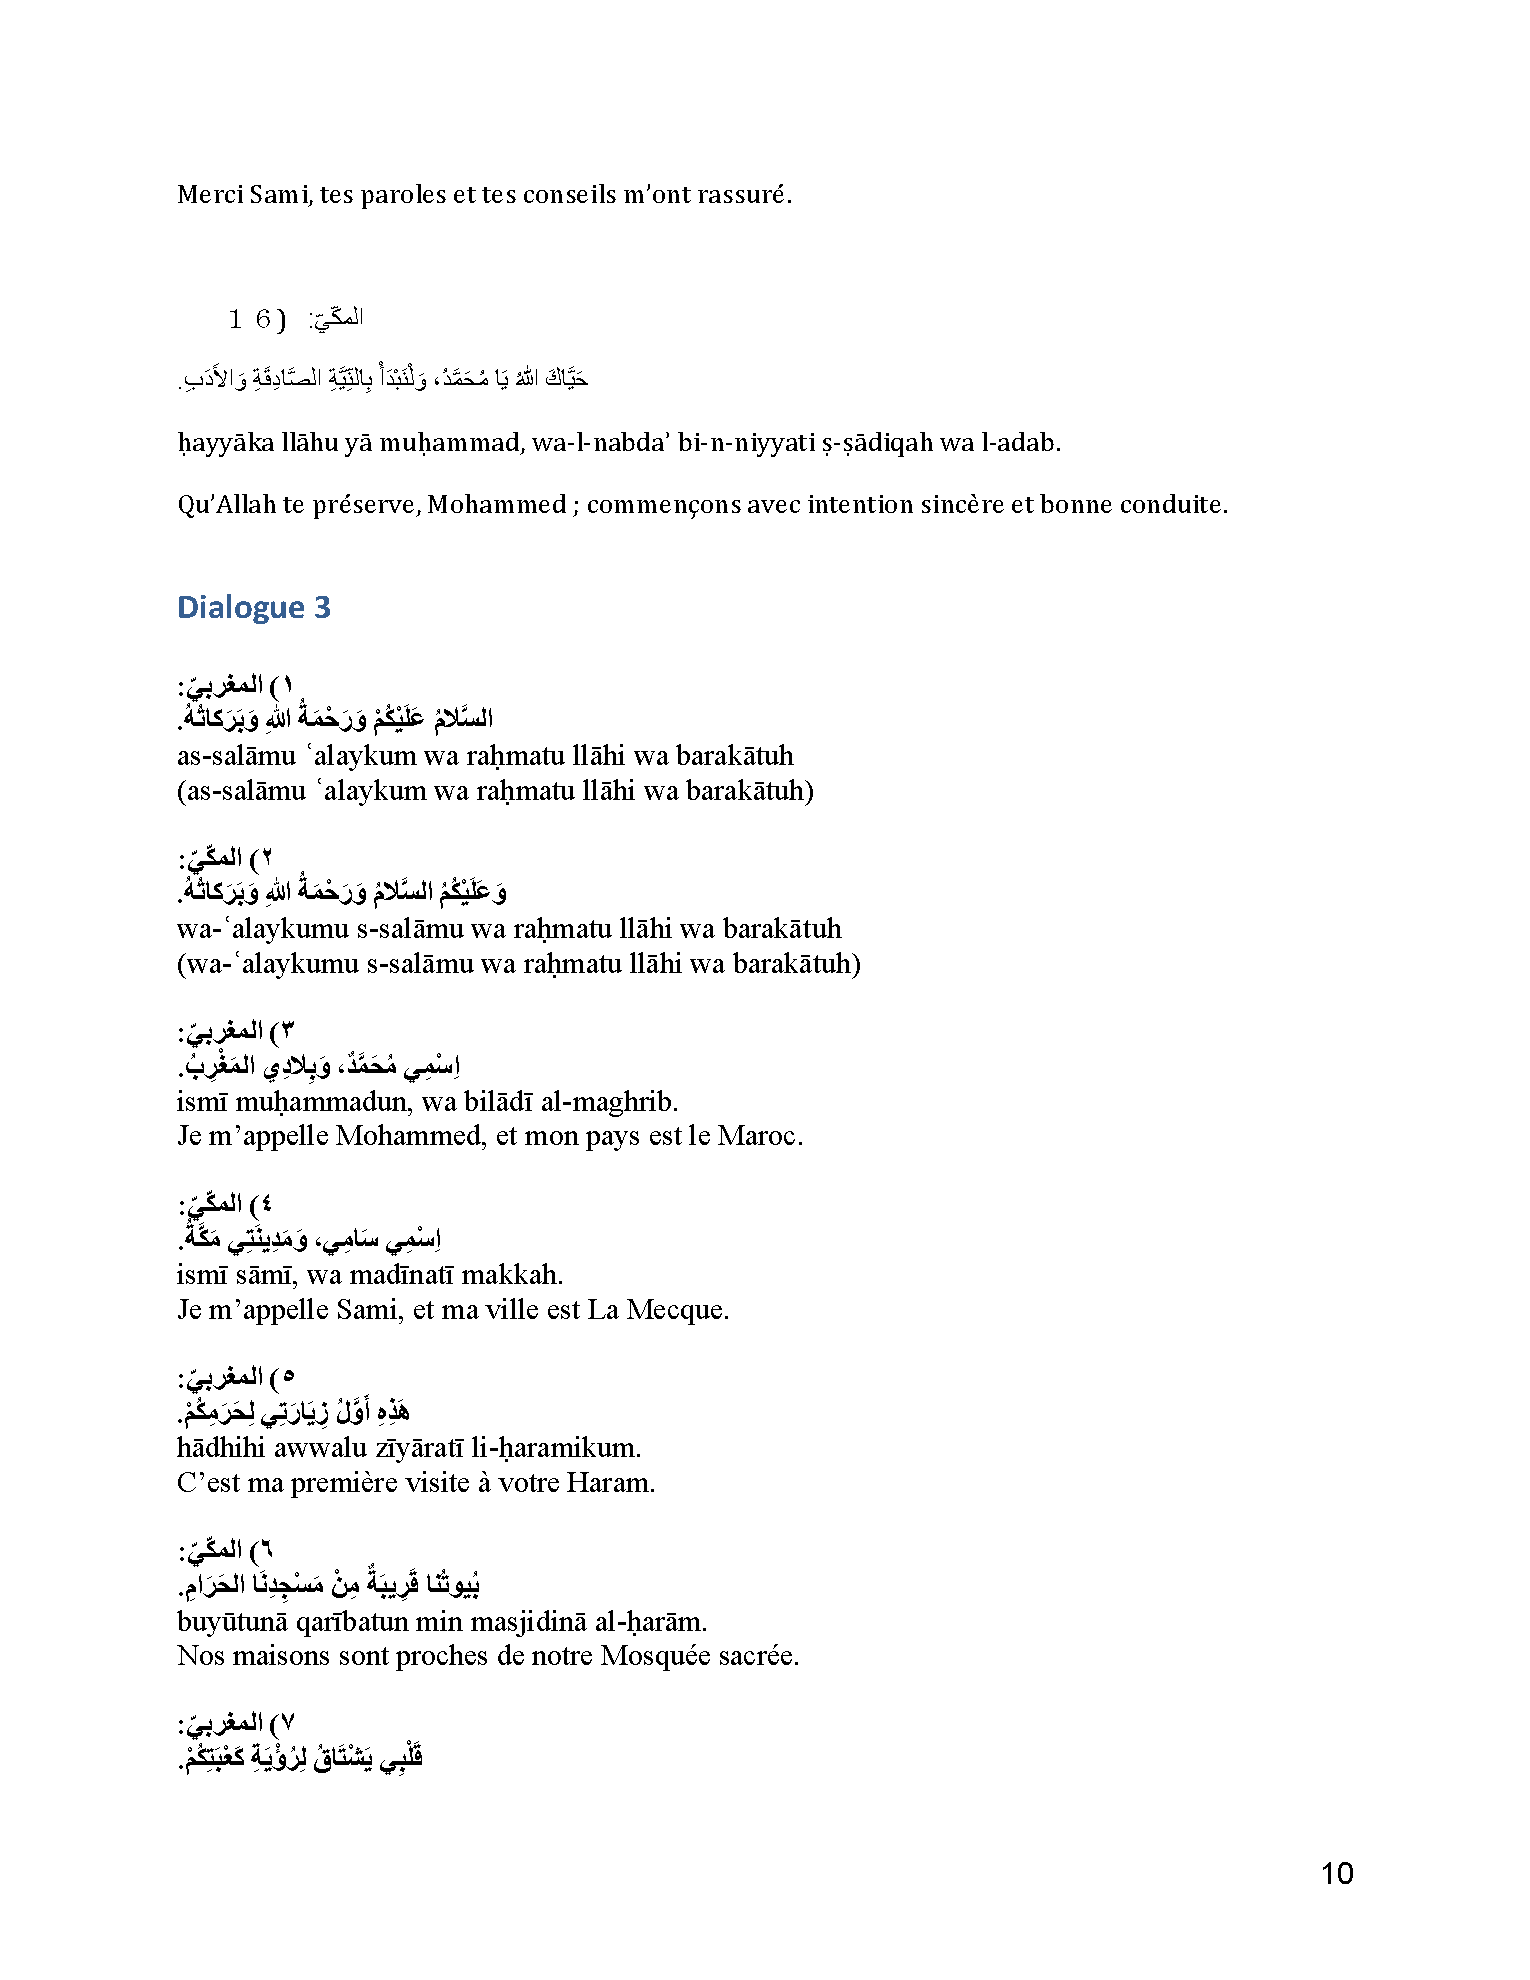 Merci Sami, tes paroles et tes conseils m’ont rassuré.
16) المكّيّ:
حَيَّاكَ اللهُ يَا مُحَمَّدُ، وَلْنَبْدَأْ بِالنِّيَّةِ الصَّادِقَةِ وَالأَدَبِ.
ḥayyāka llāhu yā muḥammad, wa-l-nabda’ bi-n-niyyati ṣ-ṣādiqah wa l-adab.
Qu’Allah te préserve, Mohammed ; commençons avec intention sincère et bonne conduite.
Dialogue 3
١) المغربيّ:
السَّلامُ عَلَيْكُمْ وَرَحْمَةُ اللهِ وَبَرَكاتُهُ.
as-salāmu ʿalaykum wa raḥmatu llāhi wa barakātuh
(as-salāmu ʿalaykum wa raḥmatu llāhi wa barakātuh)
٢) المكّيّ:
وَعَلَيْكُمُ السَّلامُ وَرَحْمَةُ اللهِ وَبَرَكاتُهُ.
wa-ʿalaykumu s-salāmu wa raḥmatu llāhi wa barakātuh
(wa-ʿalaykumu s-salāmu wa raḥmatu llāhi wa barakātuh)
٣) المغربيّ:
اِسْمِي مُحَمَّدٌ، وَبِلادِي المَغْرِبُ.
ismī muḥammadun, wa bilādī al-maghrib.
Je m’appelle Mohammed, et mon pays est le Maroc.
٤) المكّيّ:
اِسْمِي سَامِي، وَمَدِينَتِي مَكَّةُ.
ismī sāmī, wa madīnatī makkah.
Je m’appelle Sami, et ma ville est La Mecque.
٥) المغربيّ:
هَذِهِ أَوَّلُ زِيَارَتِي لِحَرَمِكُمْ.
hādhihi awwalu zīyāratī li-ḥaramikum.
C’est ma première visite à votre Haram.
٦) المكّيّ:
بُيوتُنا قَرِيبَةٌ مِنْ مَسْجِدِنَا الحَرَامِ.
buyūtunā qarībatun min masjidinā al-ḥarām.
Nos maisons sont proches de notre Mosquée sacrée.
٧) المغربيّ:
قَلْبِي يَشْتَاقُ لِرُؤْيَةِ كَعْبَتِكُمْ.
10